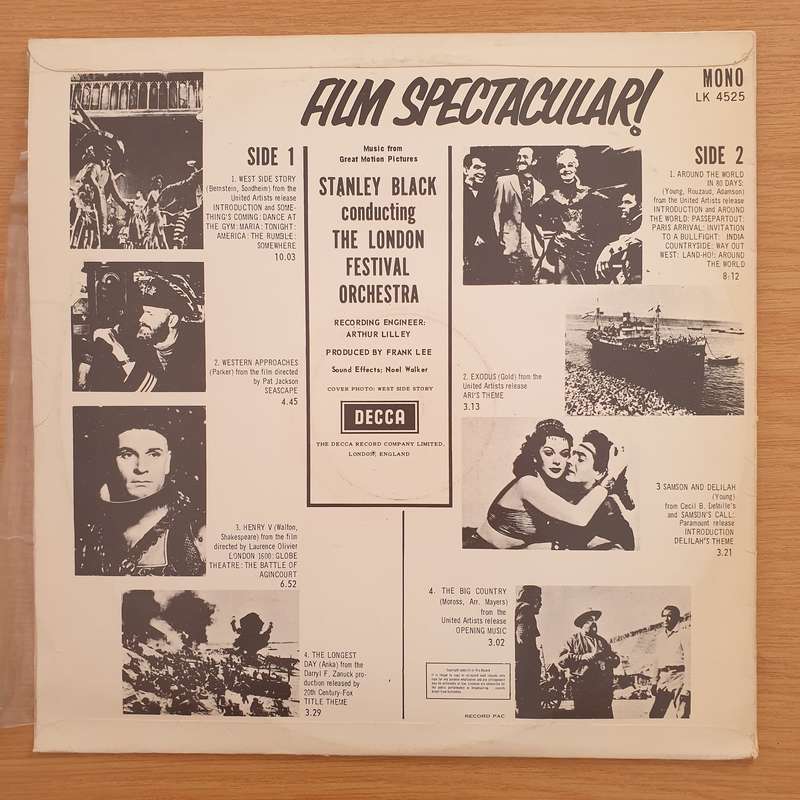 FILM SPECTACULAR!
MONO
LK 4525
SIDE 1
1. WEST SIDE STORY
(Bernstein, Sondheim) from the
United Artists release
INTRODUCTION and SOME-
THING'S COMING: DANCE AT
THE GYM: MARIA: TONIGHT:
AMERICA: THE RUMBLE:
SOMEWHERE
10.03
2. WESTERN APPROACHES
(Parker) from the film directed
by Pat Jackson
SEASCAPE
4.45
3. HENRY V (Walton,
Shakespeare) from the film
directed by Laurence Olivier
LONDON 1600: GLOBE
THEATRE: THE BATTLE OF
AGINCOURT
6.52
4. THE LONGEST
DAY (Anka) from the
Darryl F. Zanuck pro-
duction released by
20th Century-Fox
TITLE THEME
3.29
Music from
Great Motion Pictures
STANLEY BLACK
conducting
THE LONDON
FESTIVAL
ORCHESTRA
RECORDING ENGINEER:
ARTHUR LILLEY
PRODUCED BY FRANK LEE
Sound Effects; Noel Walker
COVER PHOTO: WEST SIDE STORY
DECCA
THE DECCA RECORD COMPANY LIMITED,
LONDON, ENGLAND
SIDE 2
1. AROUND THE WORLD
IN 80 DAYS:
(Young, Rouzaud, Adamson)
from the United Artists release
INTRODUCTION and AROUND
THE WORLD: PASSEPARTOUT:
PARIS ARRIVAL: INVITATION
TO A BULLFIGHT: INDIA
COUNTRYSIDE: WAY OUT
WEST: LAND-HO!: AROUND
THE WORLD
8:12
2. EXODUS (Gold) from the
United Artists release
ARI'S THEME
3.13
3 SAMSON AND DELILAH
(Young)
from Cecil B. DeMille's
and SAMSON'S CALL:
Paramount release
INTRODUCTION
DELILAH'S THEME
3.21
4. THE BIG COUNTRY
(Moross, Arr. Mayers)
from the
United Artists release
OPENING MUSIC
3.02
RECORD PAC